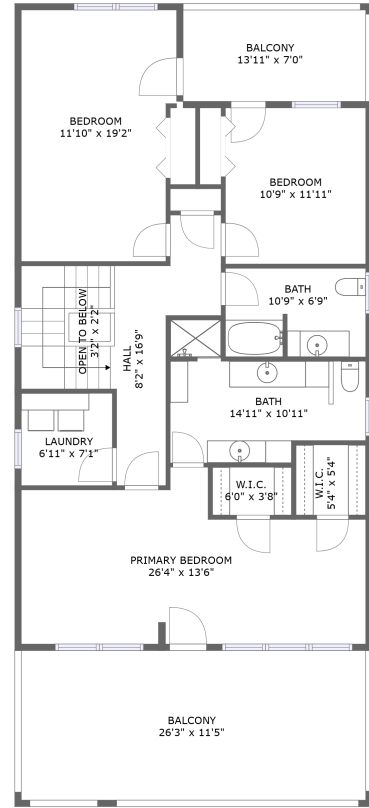 BALCONY
13'11" x 7'0"
BEDROOM
11'10" x 19'2"
BEDROOM
10'9" x 11'11"
BATH
10'9" x 6'9"
OPEN TO BELOW
3'2" x 2'2"
HALL
8'2" x 16'9"
BATH
14'11" x 10'11"
LAUNDRY
6'11" x 7'1"
W.I.C.
6'0" x 3'8"
W.I.C.
5'4" x 5'4"
PRIMARY BEDROOM
26'4" x 13'6"
BALCONY
26'3" x 11'5"